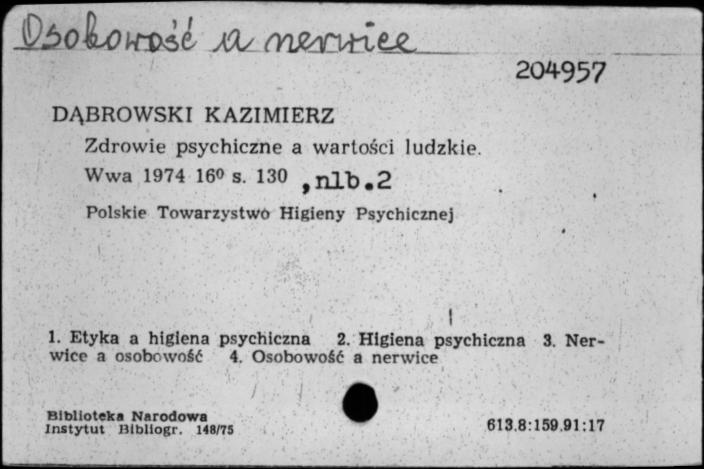 Osobowość a nerwice
204957
DĄBROWSKI KAZIMIERZ
Zdrowie psychiczne a wartości ludzkie.
Wwa 1974 16⁰ s. 130 , nlb.2
Polskie Towarzystwo Higieny Psychicznej
1. Etyka a higiena psychiczna 2. Higiena psychiczna 3. Ner-
wice a osobowość 4. Osobowość a nerwice
Biblioteka Narodowa
Instytut Bibliogr. 148/75
613.8:159.91:17